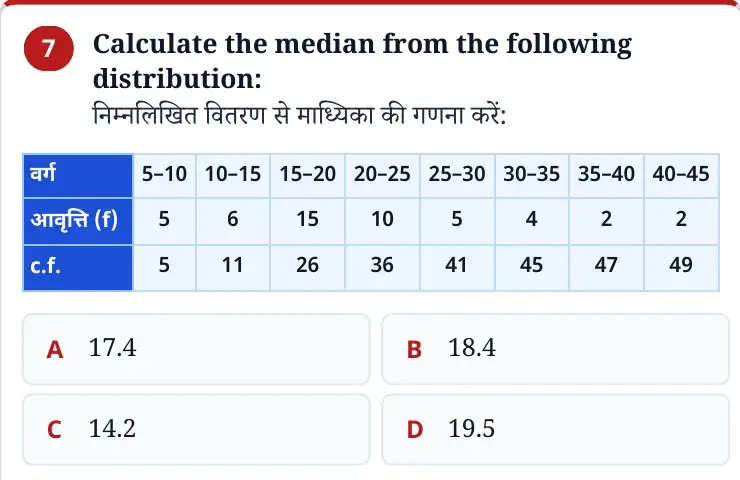 7
Calculate the median from the following
distribution:
निम्नलिखित वितरण से माध्यिका की गणना करें:
वर्ग 5–10 10–15 15–20 20–25 25–30 30–35 35–40 40–45
आवृत्ति (f) 5 6 15 10 5 4 2 2
c.f. 5 11 26 36 41 45 47 49
A 17.4
B 18.4
C 14.2
D 19.5